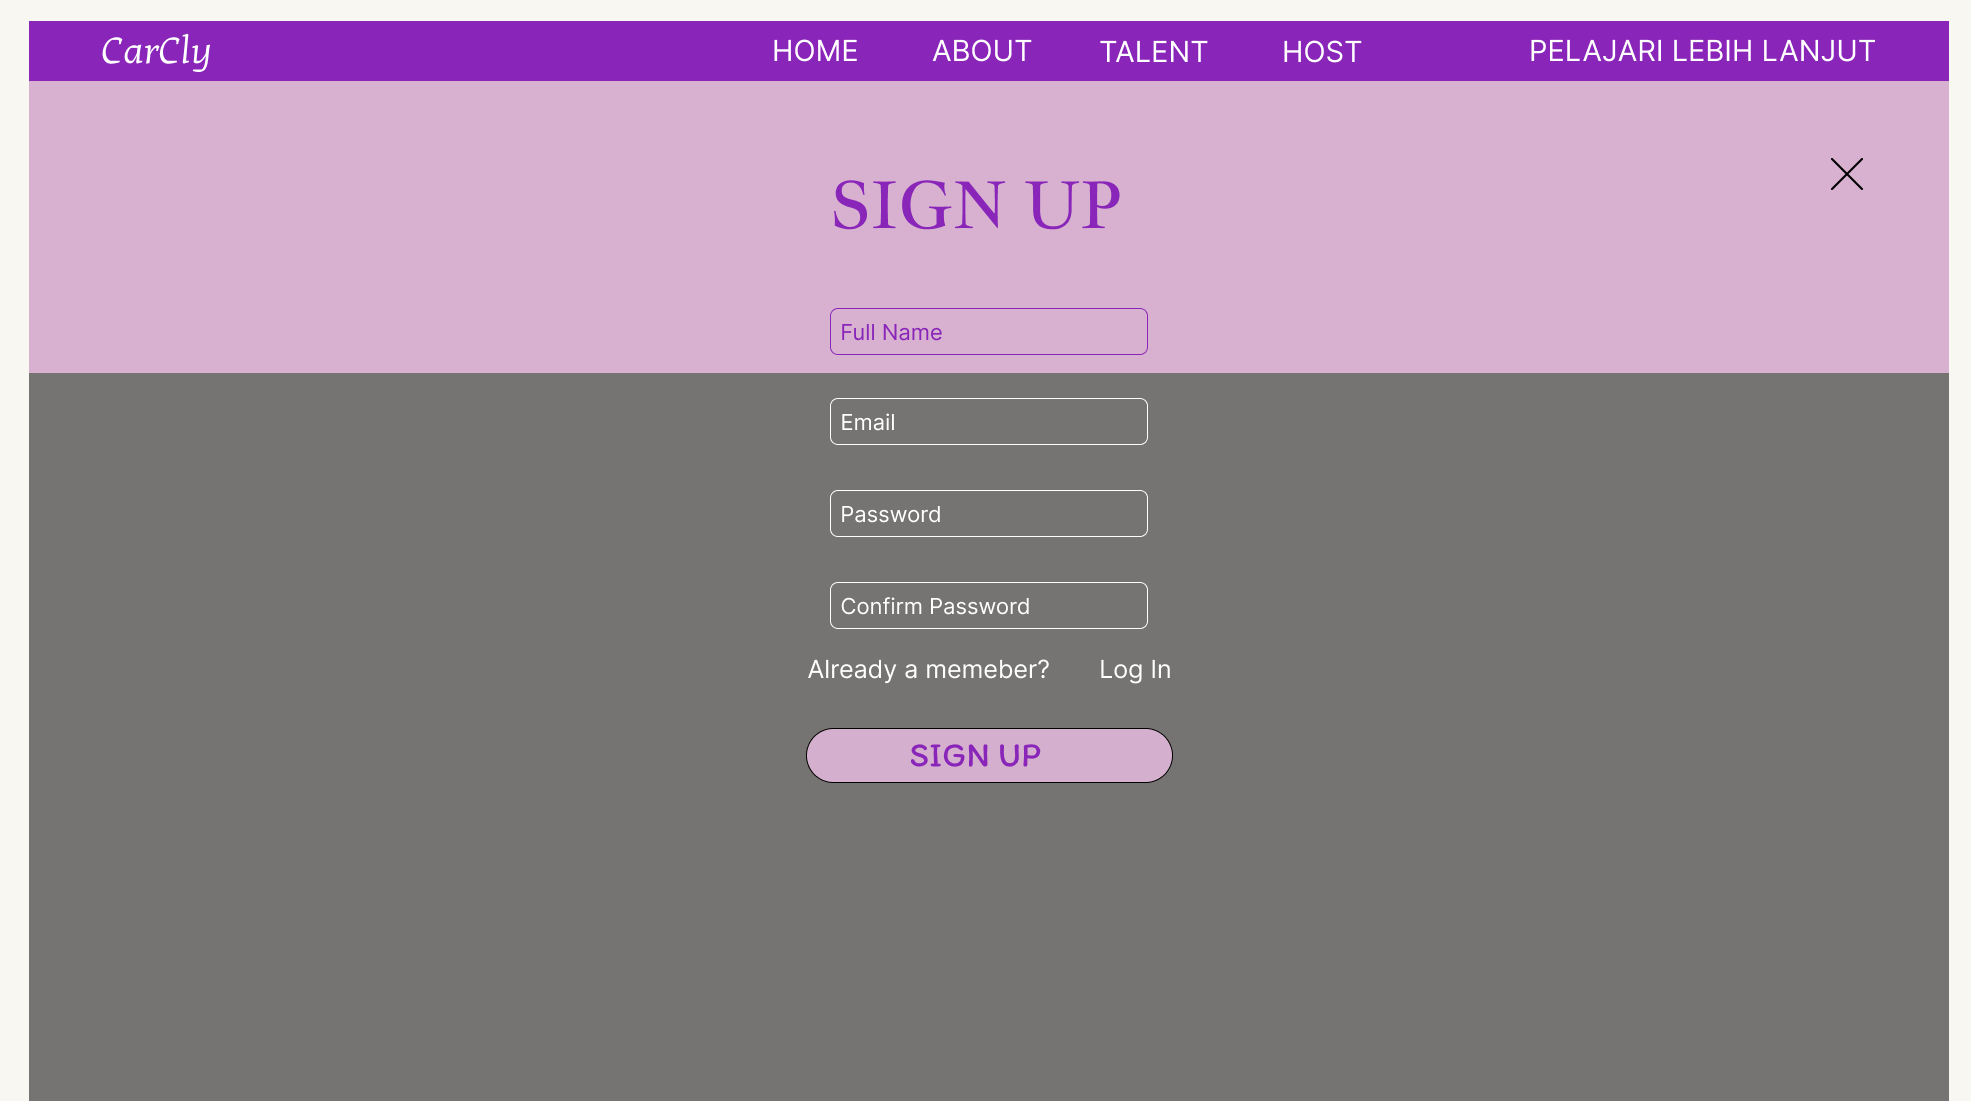 CarCly HOME ABOUT TALENT HOST PELAJARI LEBIH LANJUT
SIGN UP
Full Name
Email
Password
Confirm Password
Already a memeber? Log In
SIGN UP